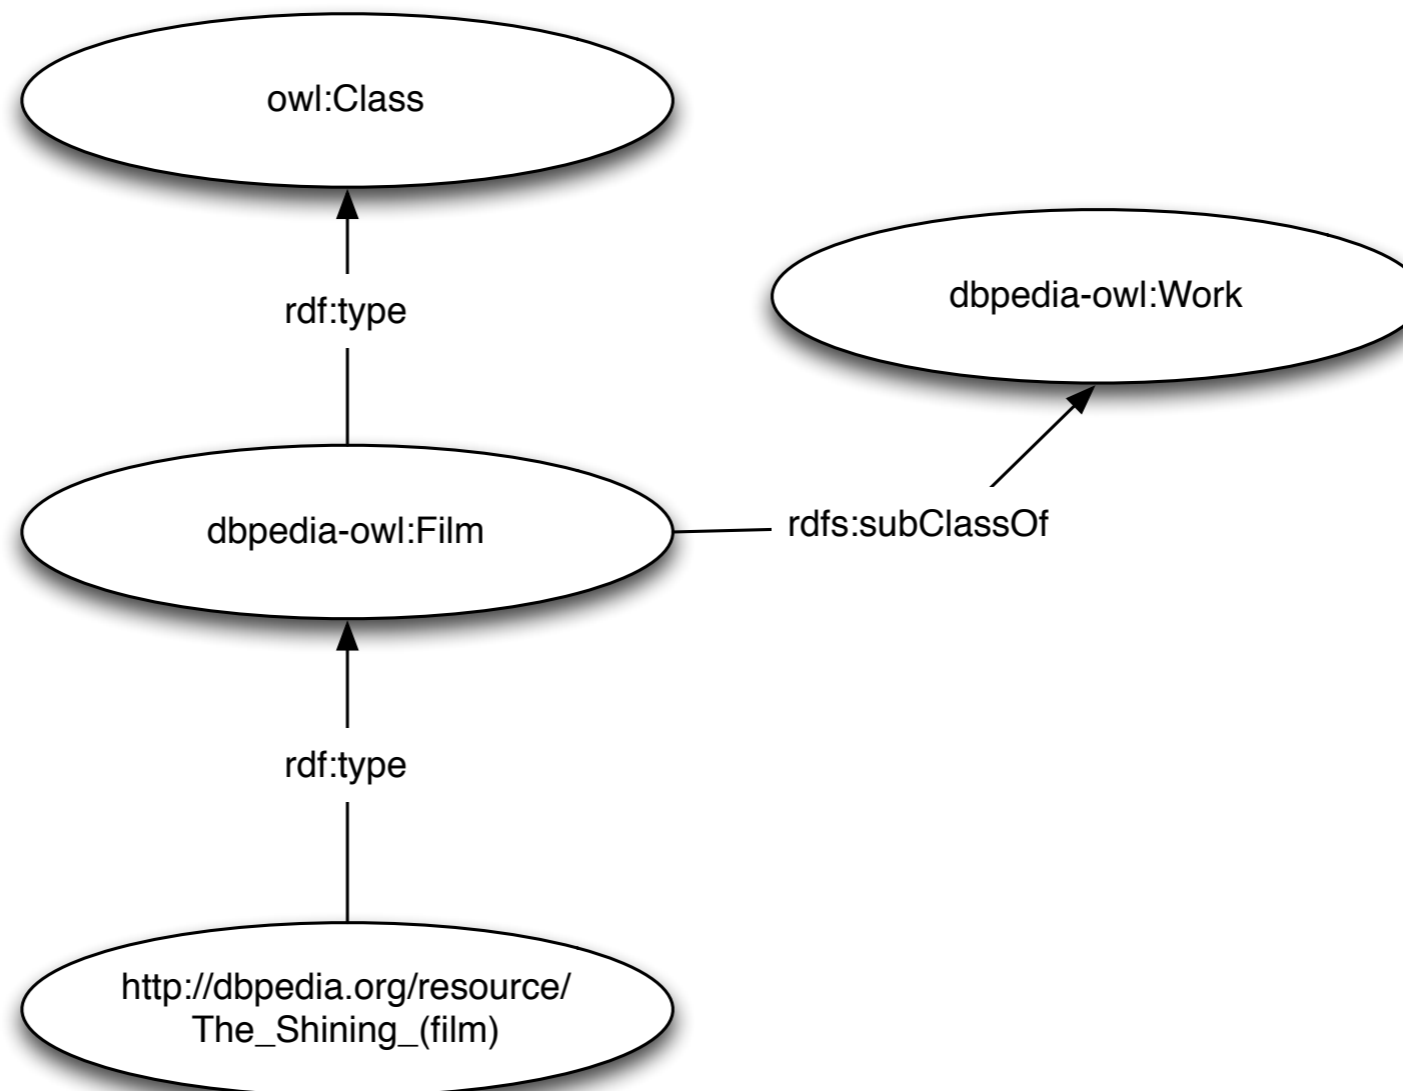 owl:Class
rdf:type
dbpedia-owl:Work
dbpedia-owl:Film
rdfs:subClassOf
rdf:type
http://dbpedia.org/resource/
The_Shining_(film)